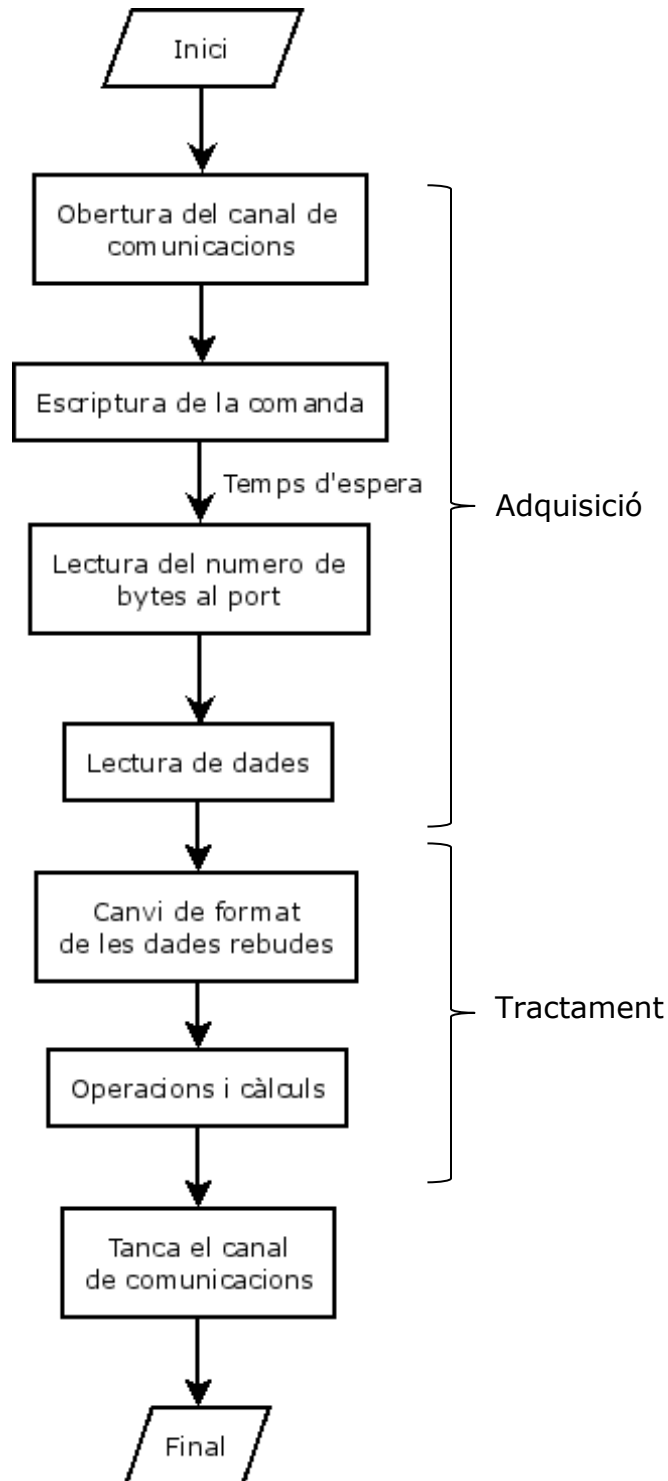 Inici
Obertura del canal de
comunicacions
Escriptura de la comanda
Temps d'espera
Adquisició
Lectura del numero de
bytes al port
Lectura de dades
Canvi de format
de les dades rebudes
Tractament
Operacions i càlculs
Tanca el canal
de comunicacions
Final